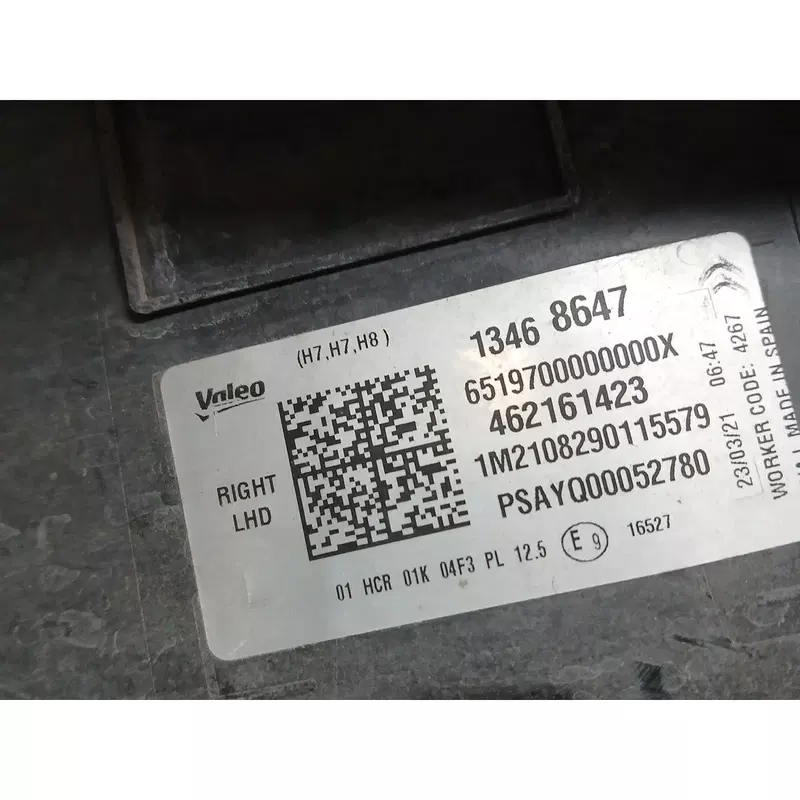 (H7,H7,H8)
Valeo
RIGHT
LHD
1346 8647
6519700000000X
462161423
1M2108290115579
PSAYQ00052780
01 HCR 01K 04F3 PL 12.5 E 9 16527
23/03/21 06:47
WORKER CODE: 4267
MADE IN SPAIN